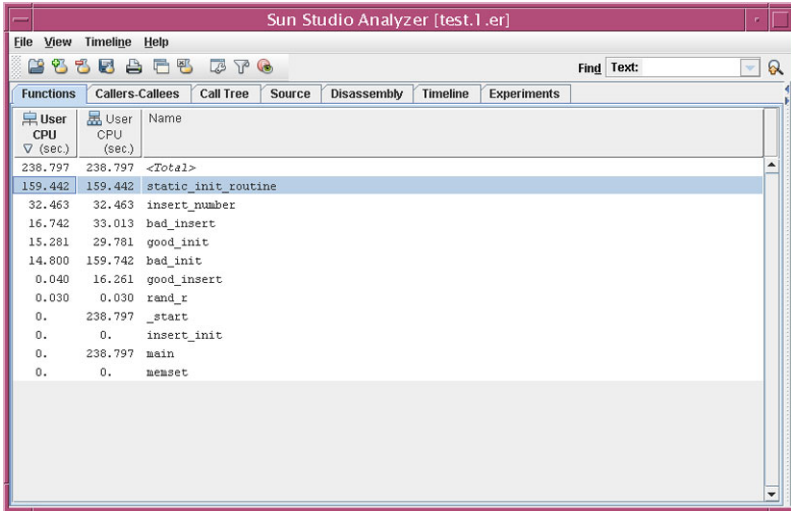 Sun Studio Analyzer [test.1.er]
File View Timeline Help
Find Text:
Functions Callers-Callees Call Tree Source Disassembly Timeline Experiments
User CPU (sec.) User CPU (sec.) Name
238.797 238.797 <Total>
159.442 159.442 static_init_routine
32.463 32.463 insert_number
16.742 33.013 bad_insert
15.281 29.781 good_init
14.800 159.742 bad_init
0.040 16.261 good_insert
0.030 0.030 rand_r
0. 238.797 _start
0. 0. insert_init
0. 238.797 main
0. 0. memset